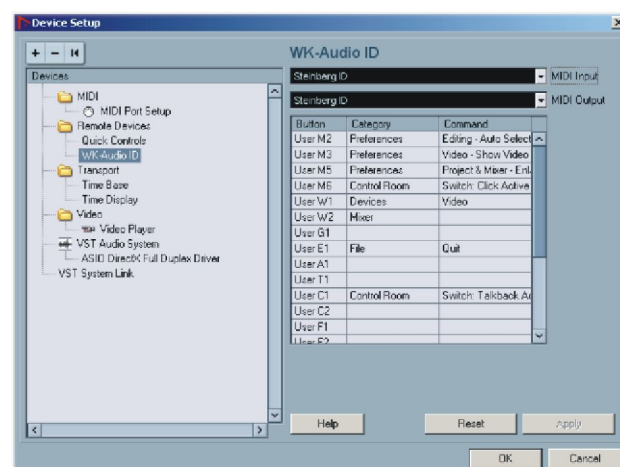 Device Setup
+ - |◀
Devices
MIDI
MIDI Port Setup
Remote Devices
Quick Controls
WK-Audio ID
Transport
Time Base
Time Display
Video
Video Player
VST Audio System
ASIO DirectX Full Duplex Driver
VST System Link
WK-Audio ID
Steinberg ID MIDI Input
Steinberg ID MIDI Output
Button Category Command
User M2 Preferences Editing - Auto Select
User M3 Preferences Video - Show Video
User M5 Preferences Project & Mixer - Enl
User M6 Control Room Switch: Click Active
User W1 Devices Video
User W2 Mixer
User G1
User E1 File Quit
User A1
User T1
User C1 Control Room Switch: Talkback Ac
User C2
User F1
User F2
Help Reset Apply
OK Cancel